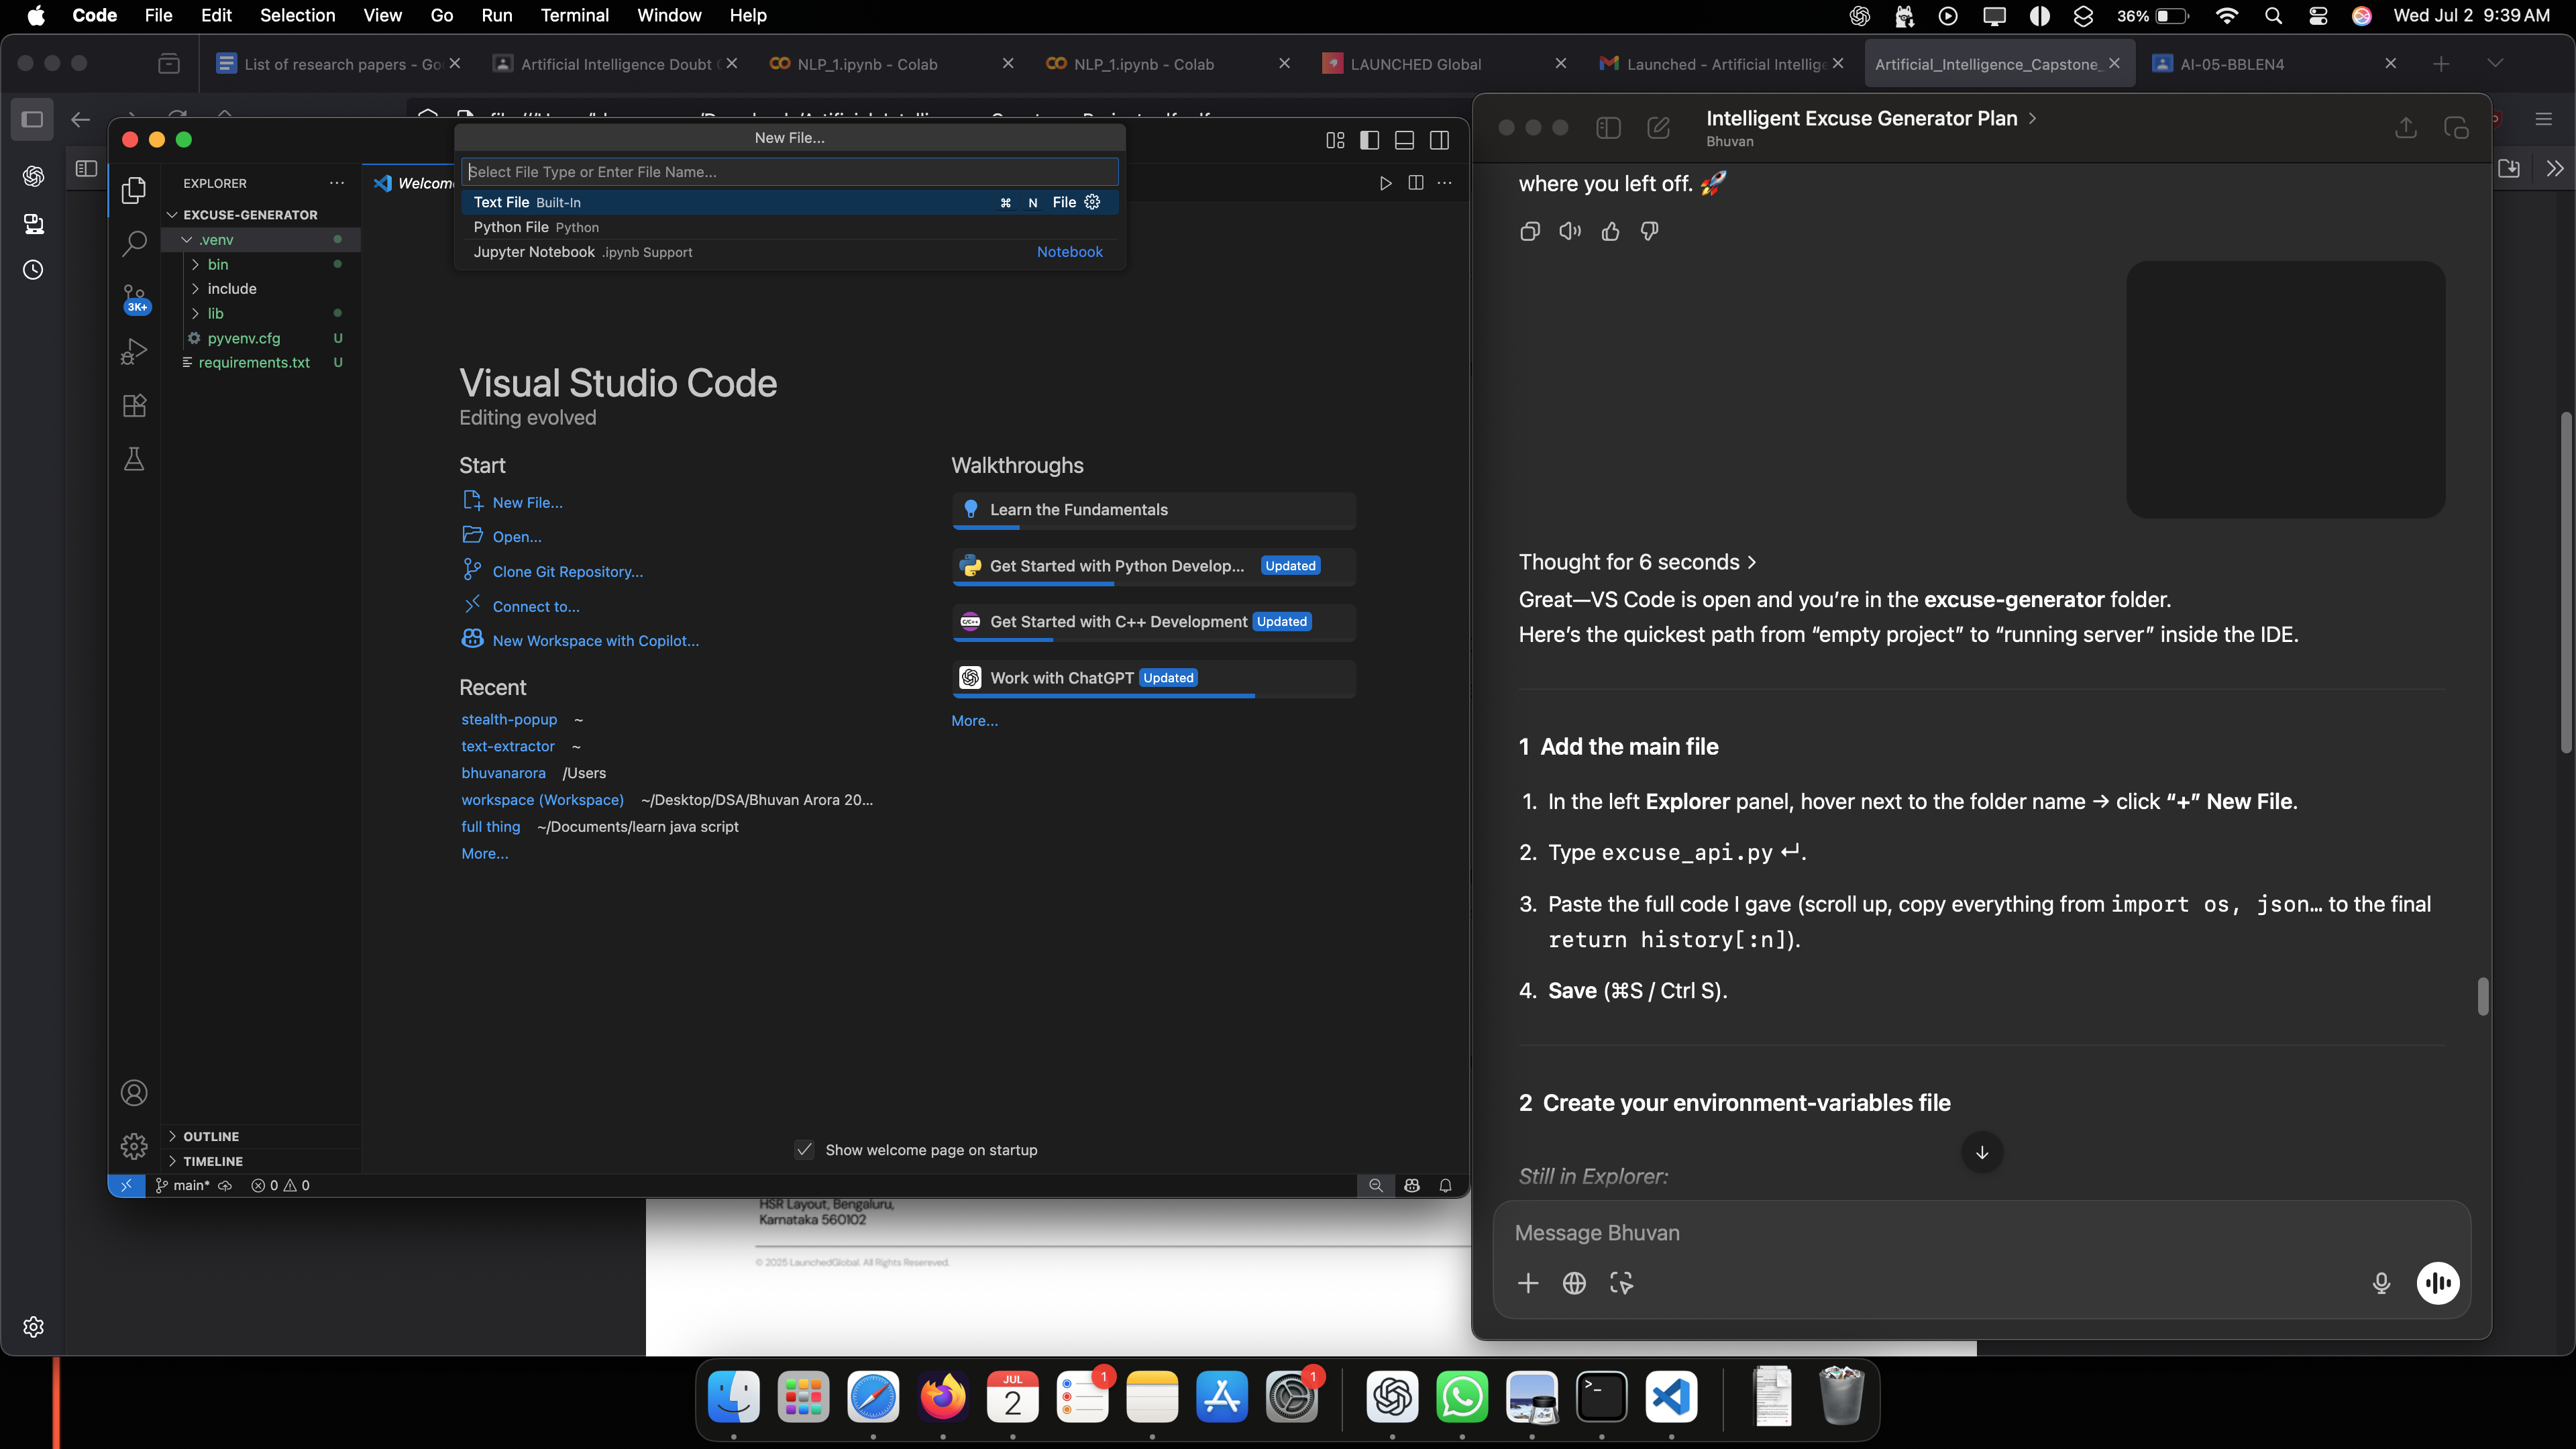 Code File Edit Selection View Go Run Terminal Window Help
36% Wed Jul 2 9:39 AM
List of research papers - Go
Artificial Intelligence Doubt
NLP_1.ipynb - Colab
NLP_1.ipynb - Colab
LAUNCHED Global
Launched - Artificial Intellige
Artificial_Intelligence_Capstone_
AI-05-BBLEN4
New File...
Select File Type or Enter File Name...
Text File Built-In ⌘ N File
Python File Python
Jupyter Notebook .ipynb Support Notebook
EXPLORER
Welcom
EXCUSE-GENERATOR
.venv
bin
include
lib
pyvenv.cfg U
requirements.txt U
3K+
Visual Studio Code
Editing evolved
Start
New File...
Open...
Clone Git Repository...
Connect to...
New Workspace with Copilot...
Recent
stealth-popup ~
text-extractor ~
bhuvanarora /Users
workspace (Workspace) ~/Desktop/DSA/Bhuvan Arora 20...
full thing ~/Documents/learn java script
More...
Walkthroughs
Learn the Fundamentals
Get Started with Python Develop... Updated
Get Started with C++ Development Updated
Work with ChatGPT Updated
More...
Show welcome page on startup
OUTLINE
TIMELINE
main* 0 0
HSR Layout, Bengaluru,
Karnataka 560102
© 2025 LaunchedGlobal. All Rights Resereved.
Intelligent Excuse Generator Plan
Bhuvan
where you left off. 🚀
Thought for 6 seconds
Great—VS Code is open and you’re in the excuse-generator folder.
Here’s the quickest path from “empty project” to “running server” inside the IDE.
1 Add the main file
1. In the left Explorer panel, hover next to the folder name → click “+” New File.
2. Type excuse_api.py ↵.
3. Paste the full code I gave (scroll up, copy everything from import os, json… to the final
return history[:n]).
4. Save (⌘S / Ctrl S).
2 Create your environment-variables file
Still in Explorer:
Message Bhuvan
JUL
2
1
1